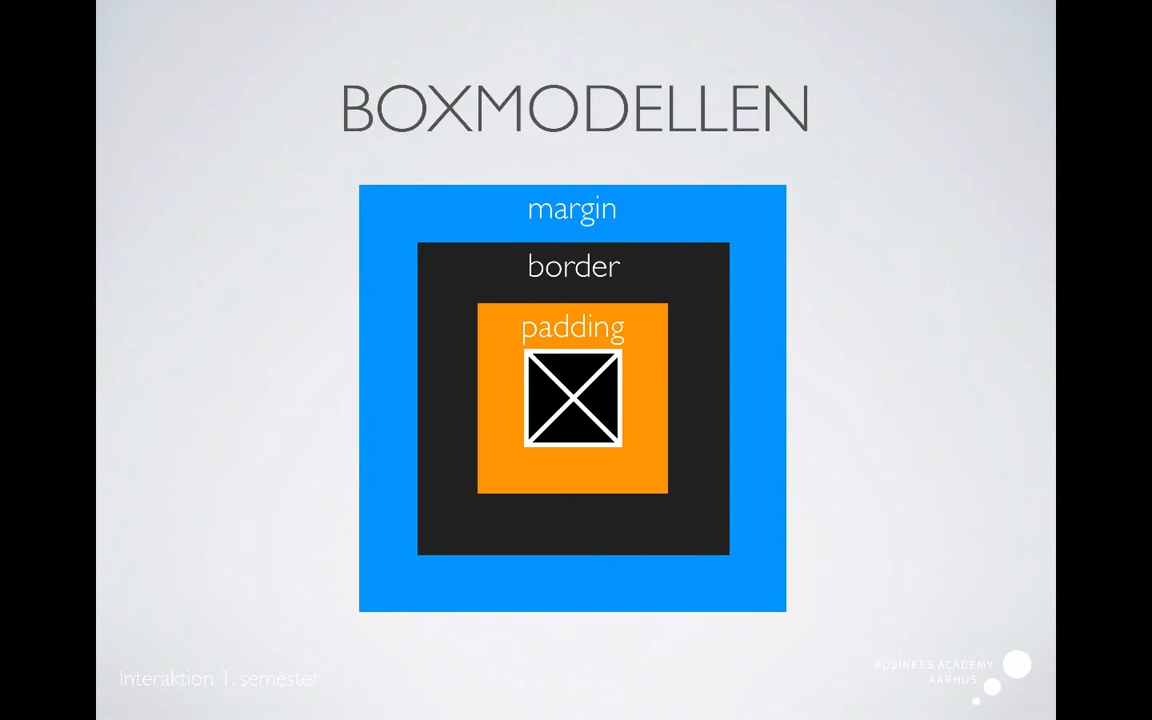 BOXMODELLEN
margin
border
padding
Interaktion 1. semester
BUSINESS ACADEMY
AARHUS